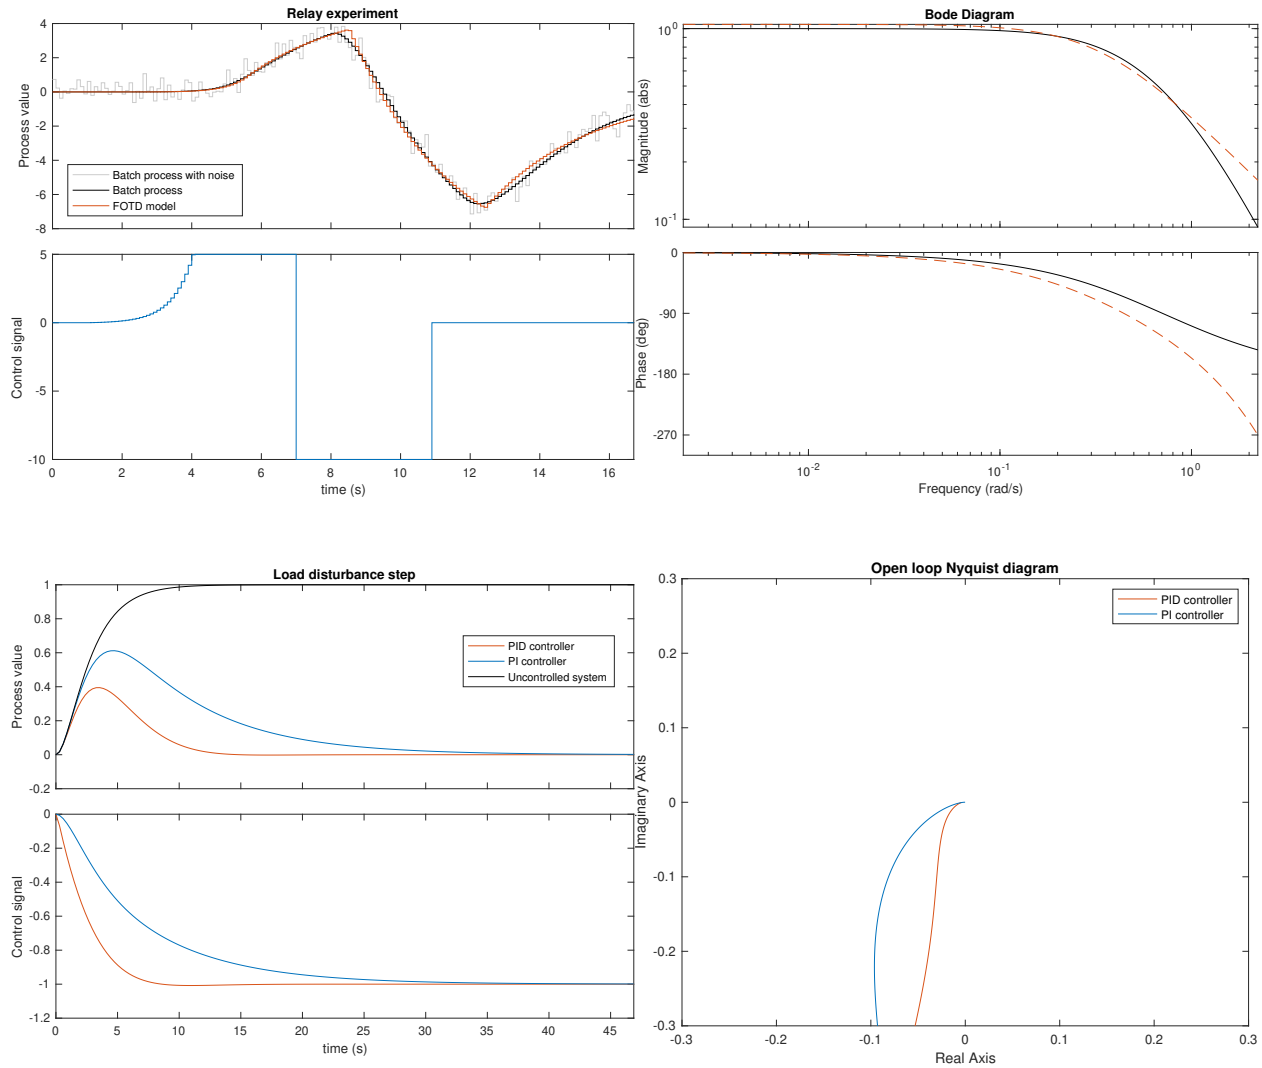 Relay experiment
4
2
0
-2
-4
-6
-8
Process value
Batch process with noise
Batch process
FOTD model
5
0
-5
-10
Control signal
0 2 4 6 8 10 12 14 16
time (s)
Bode Diagram
10^0
10^-1
Magnitude (abs)
0
-90
-180
-270
Phase (deg)
10^-2 10^-1 10^0
Frequency (rad/s)
Load disturbance step
1
0.8
0.6
0.4
0.2
0
-0.2
Process value
PID controller
PI controller
Uncontrolled system
0
-0.2
-0.4
-0.6
-0.8
-1
-1.2
Control signal
0 5 10 15 20 25 30 35 40 45
time (s)
Open loop Nyquist diagram
0.3
0.2
0.1
0
-0.1
-0.2
-0.3
Imaginary Axis
PID controller
PI controller
-0.3 -0.2 -0.1 0 0.1 0.2 0.3
Real Axis